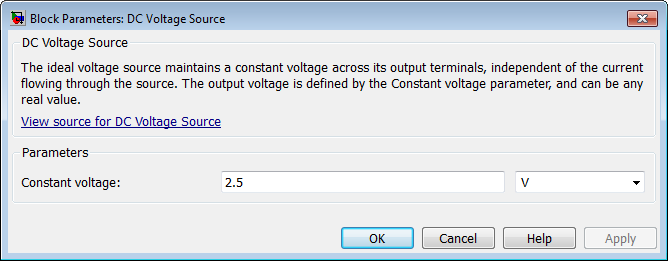 Block Parameters: DC Voltage Source
DC Voltage Source
The ideal voltage source maintains a constant voltage across its output terminals, independent of the current
flowing through the source. The output voltage is defined by the Constant voltage parameter, and can be any
real value.
View source for DC Voltage Source
Parameters
Constant voltage: 2.5 V
OK Cancel Help Apply